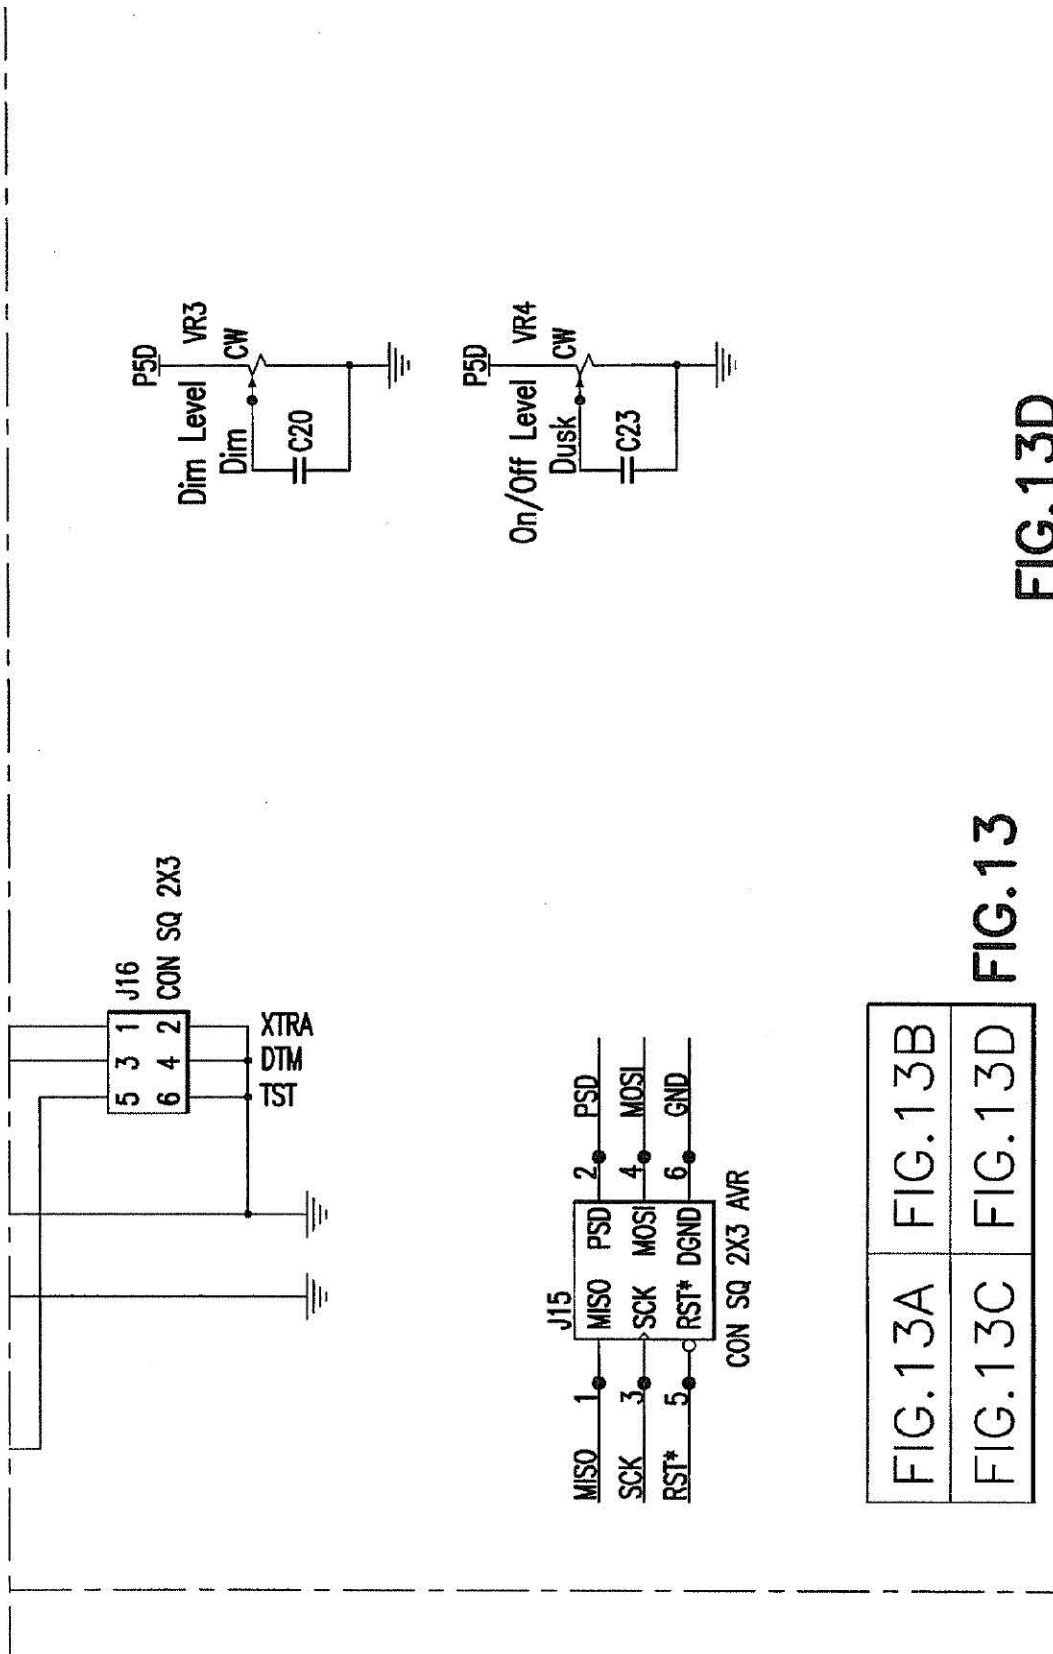 J16
CON SQ 2X3
5 3 1
6 4 2
XTRA
DTM
TST
P5D
VR3
Dim Level
CW
Dim
C20
P5D
VR4
On/Off Level
CW
Dusk
C23
J15
MISO 1 MISO PSD 2 PSD
SCK 3 SCK MOSI 4 MOSI
RST* 5 RST* DGND 6 GND
CON SQ 2X3 AVR
FIG.13A FIG.13B
FIG.13C FIG.13D
FIG.13
FIG.13D